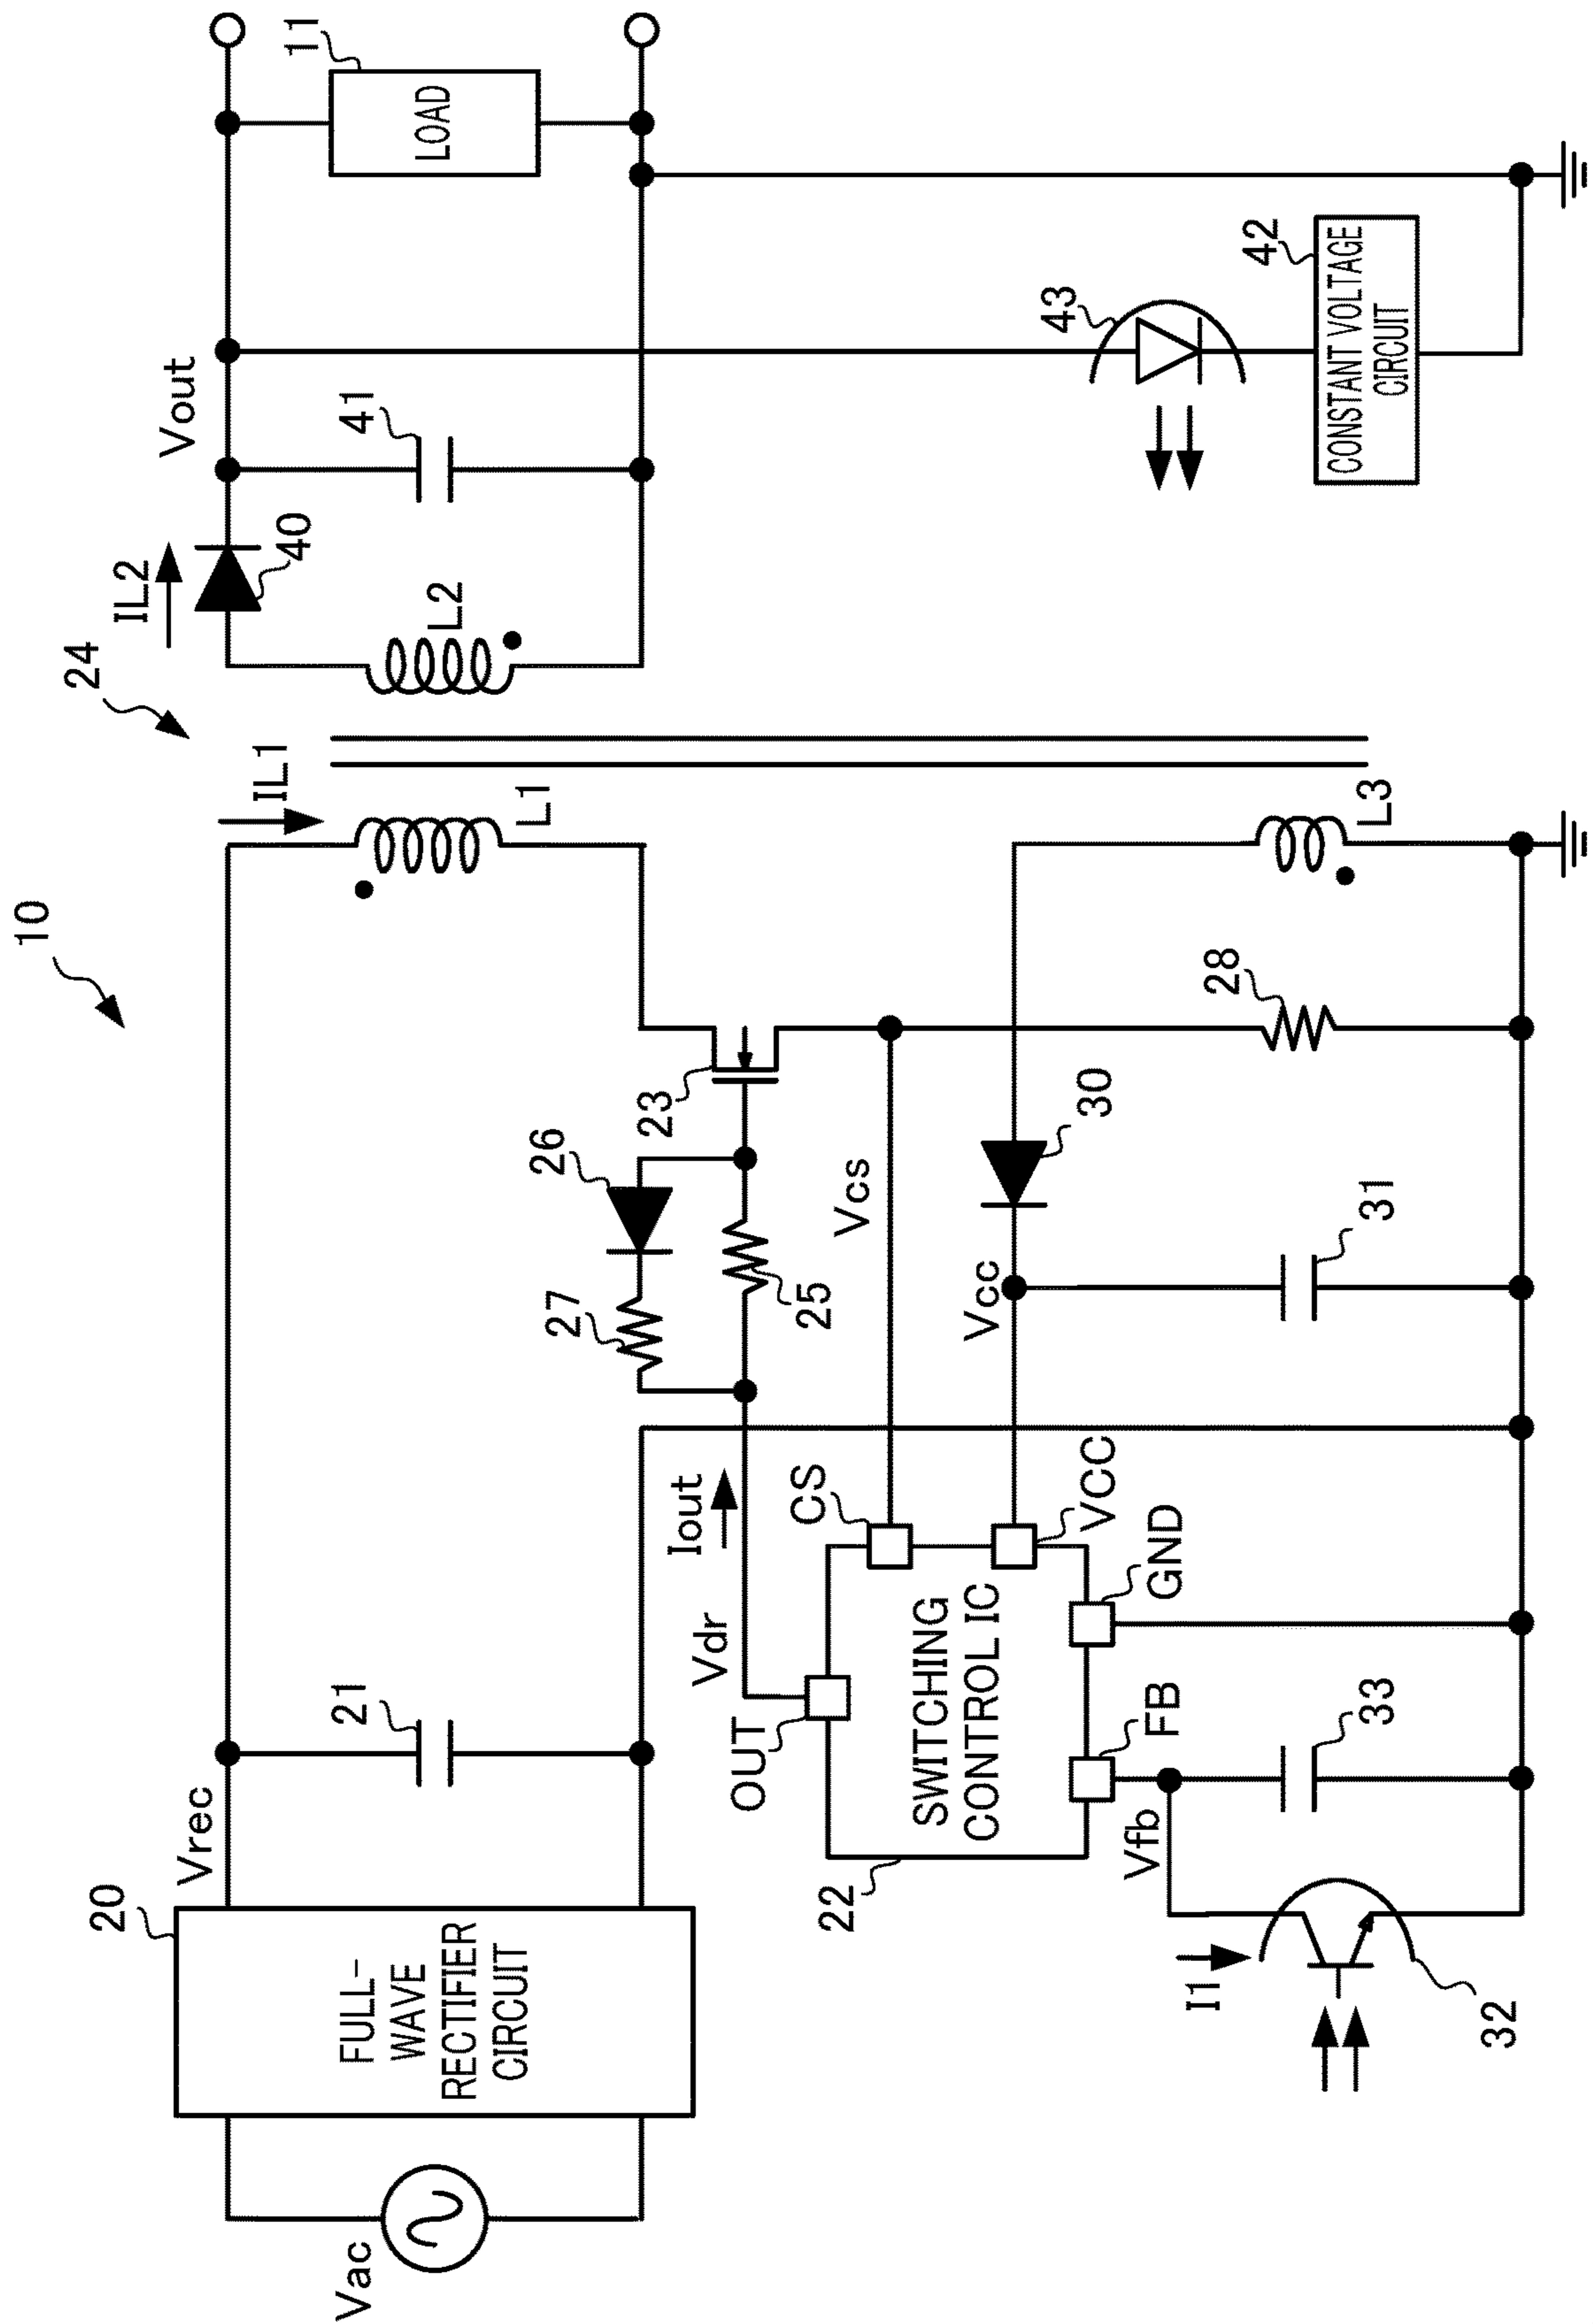 10
24
Vac
20
FULL-
WAVE
RECTIFIER
CIRCUIT
Vrec
21
IL1
L1
IL2
40
L2
Vout
41
11
LOAD
27
26
25
23
Iout
Vdr
OUT
22
SWITCHING
CONTROL IC
CS
VCC
GND
FB
Vcs
Vcc
30
31
28
L3
Vfb
33
I1
32
43
42
CONSTANT VOLTAGE
CIRCUIT